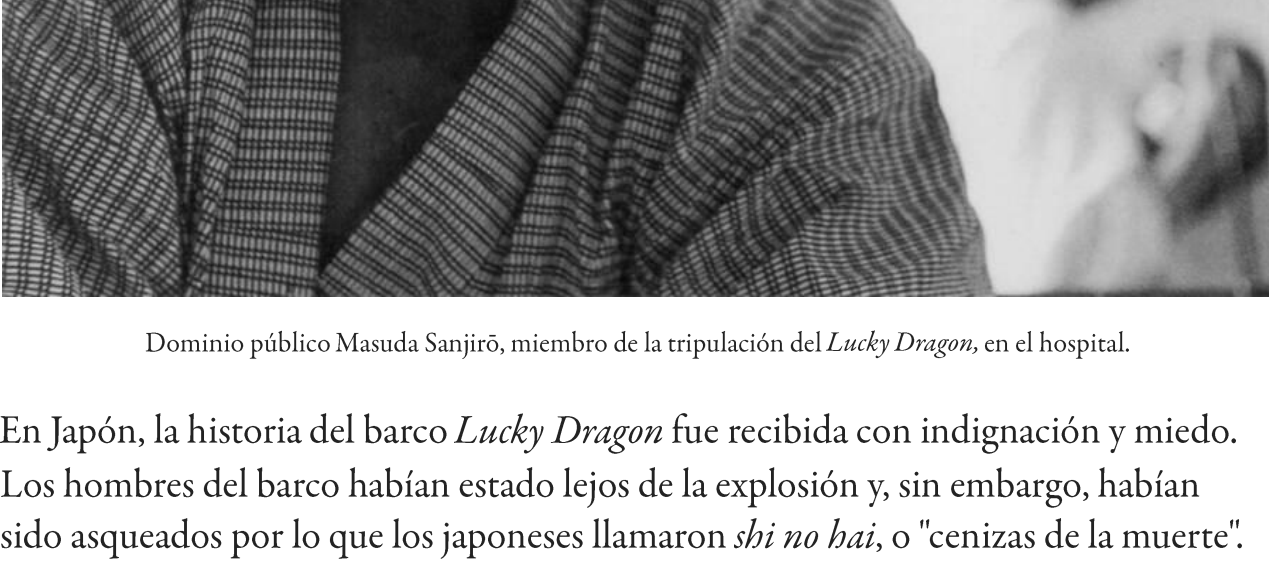 Dominio público Masuda Sanjirō, miembro de la tripulación del Lucky Dragon, en el hospital.
En Japón, la historia del barco Lucky Dragon fue recibida con indignación y miedo.
Los hombres del barco habían estado lejos de la explosión y, sin embargo, habían
sido asqueados por lo que los japoneses llamaron shi no hai, o "cenizas de la muerte".